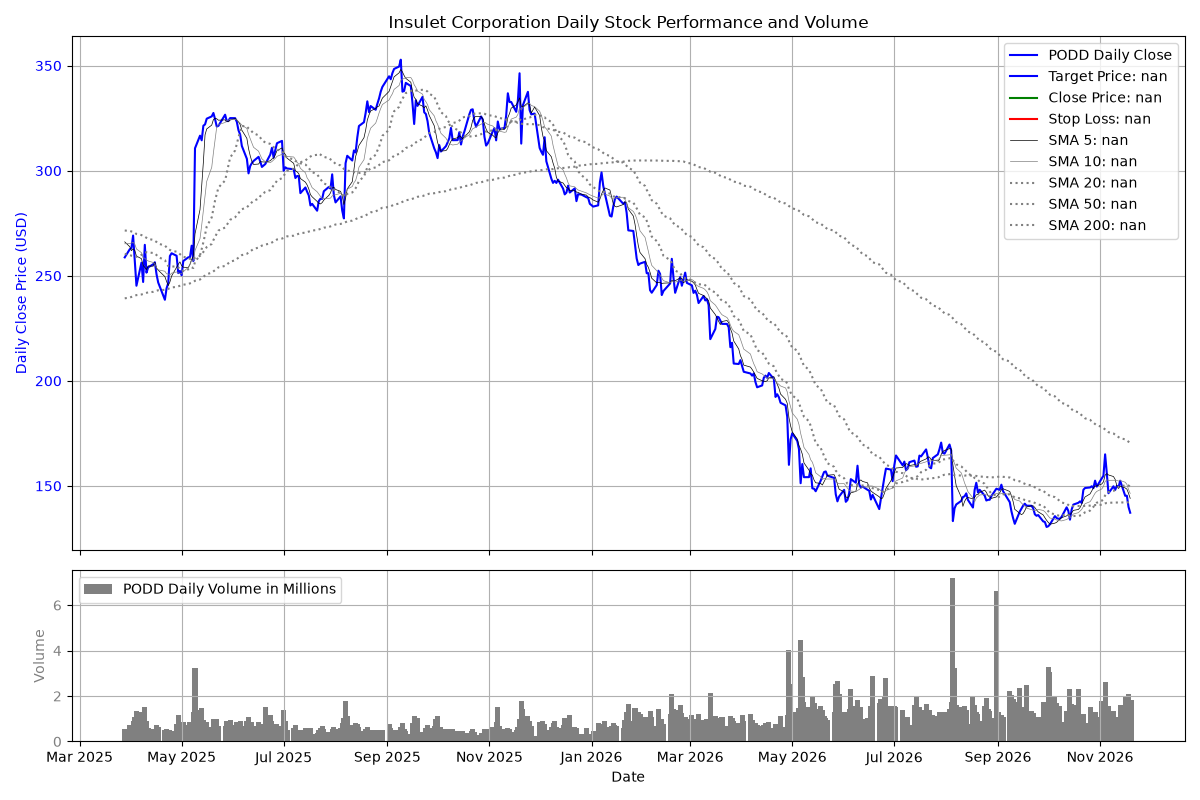 Insulet Corporation Daily Stock Performance and Volume
350
300
250
200
150
Daily Close Price (USD)
PODD Daily Close
Target Price: nan
Close Price: nan
Stop Loss: nan
SMA 5: nan
SMA 10: nan
SMA 20: nan
SMA 50: nan
SMA 200: nan
PODD Daily Volume in Millions
6
4
2
0
Volume
Mar 2025 May 2025 Jul 2025 Sep 2025 Nov 2025 Jan 2026 Mar 2026 May 2026 Jul 2026 Sep 2026 Nov 2026
Date